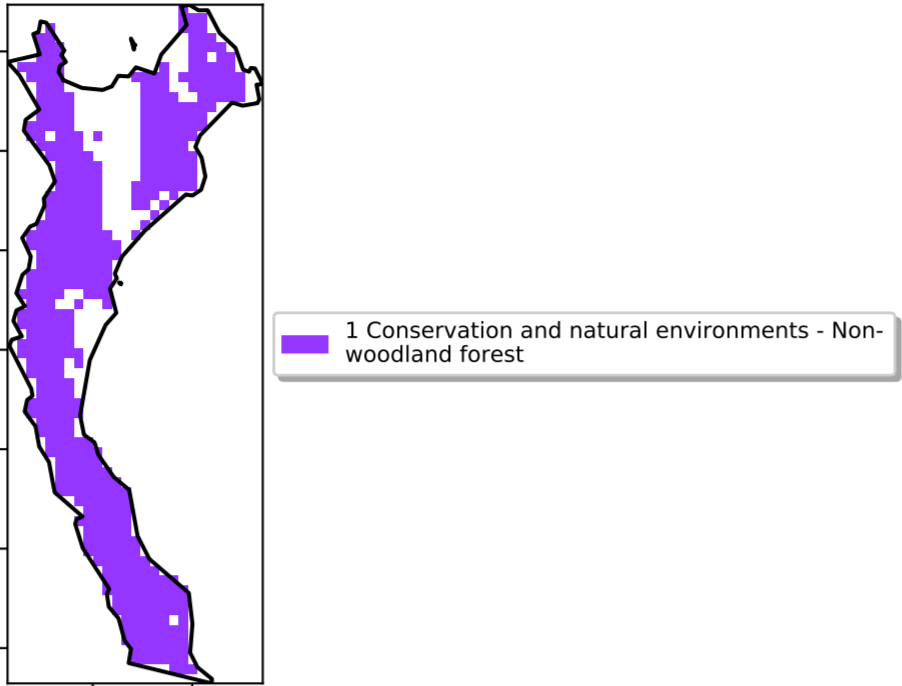 1 Conservation and natural environments - Non-
woodland forest